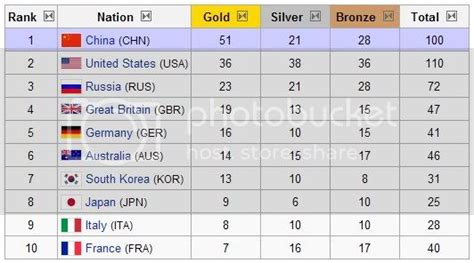 Rank Nation Gold Silver Bronze Total
1 China (CHN) 51 21 28 100
2 United States (USA) 36 38 36 110
3 Russia (RUS) 23 21 28 72
4 Great Britain (GBR) 19 13 15 47
5 Germany (GER) 16 10 15 41
6 Australia (AUS) 14 15 17 46
7 South Korea (KOR) 13 10 8 31
8 Japan (JPN) 9 6 10 25
9 Italy (ITA) 8 10 10 28
10 France (FRA) 7 16 17 40
photobucket
host. store. share.